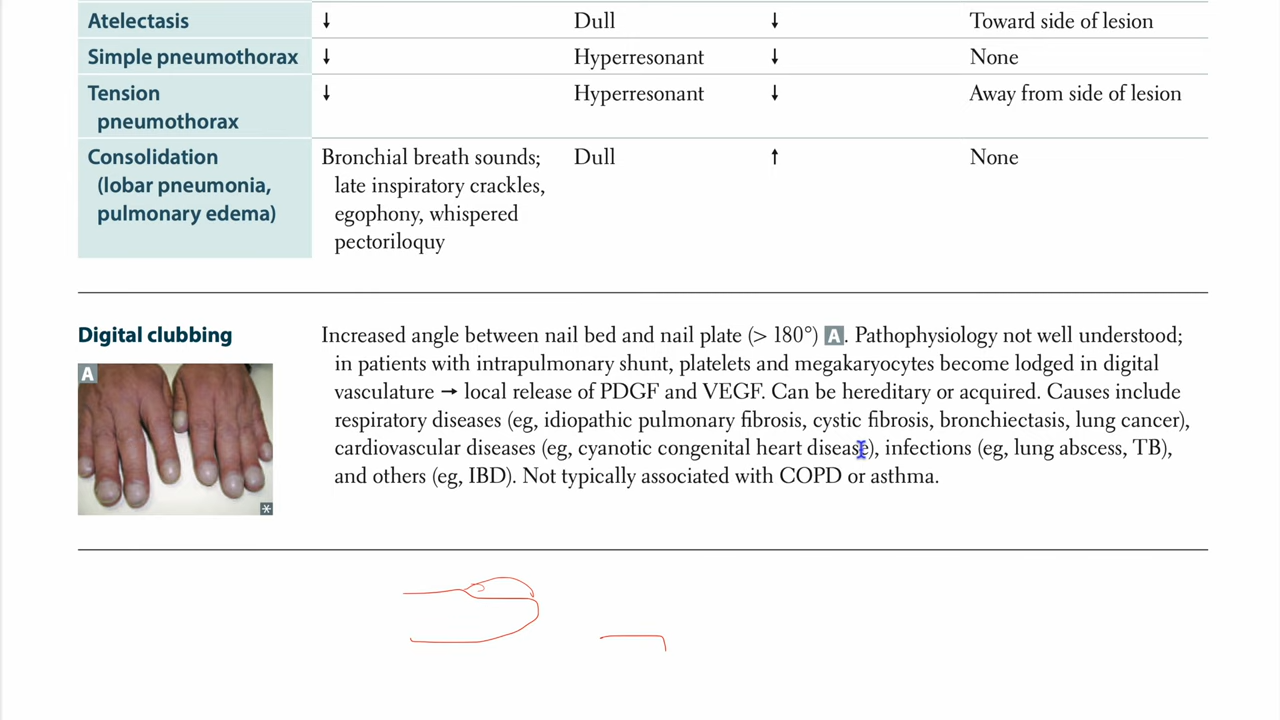 Atelectasis ↓ Dull ↓ Toward side of lesion
Simple pneumothorax ↓ Hyperresonant ↓ None
Tension ↓ Hyperresonant ↓ Away from side of lesion
pneumothorax
Consolidation Bronchial breath sounds; Dull ↑ None
(lobar pneumonia, late inspiratory crackles,
pulmonary edema) egophony, whispered
pectoriloquy
Digital clubbing Increased angle between nail bed and nail plate (> 180°) A. Pathophysiology not well understood;
in patients with intrapulmonary shunt, platelets and megakaryocytes become lodged in digital
A vasculature → local release of PDGF and VEGF. Can be hereditary or acquired. Causes include
respiratory diseases (eg, idiopathic pulmonary fibrosis, cystic fibrosis, bronchiectasis, lung cancer),
cardiovascular diseases (eg, cyanotic congenital heart disease), infections (eg, lung abscess, TB),
and others (eg, IBD). Not typically associated with COPD or asthma.